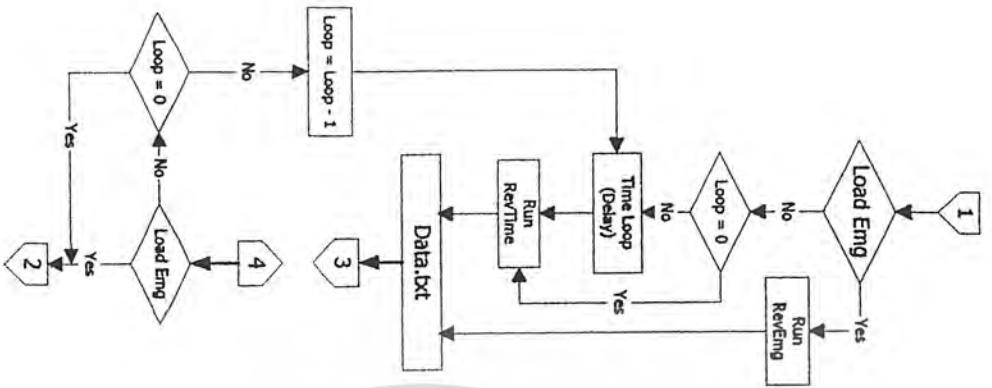 1
Load Emg
Yes
Run
RevEmg
No
Loop = 0
Yes
No
Time Loop
(Delay)
Run
RevTime
Data.txt
3
Loop = Loop - 1
No
Loop = 0
Yes
No
4
Load Emg
Yes
2